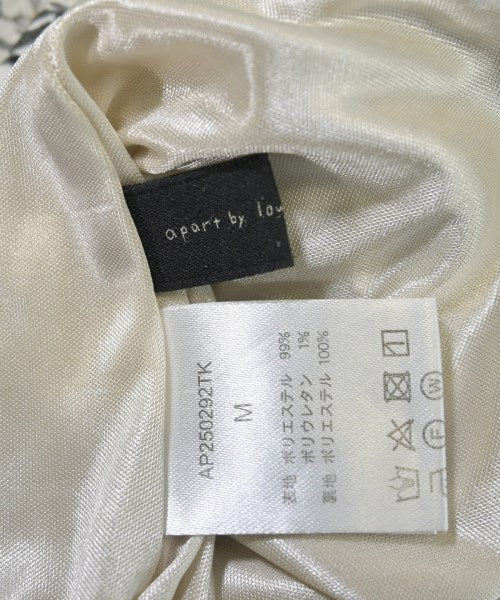 apart by
AP250292TK
M
表地 ポリエステル 99%
ポリウレタン 1%
裏地 ポリエステル 100%
F
W